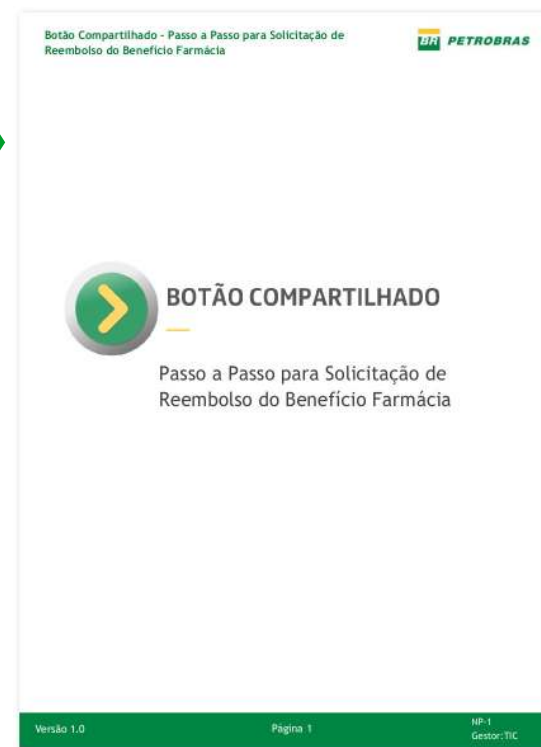 Botão Compartilhado - Passo a Passo para Solicitação de
Reembolso do Benefício Farmácia
BR PETROBRAS
BOTÃO COMPARTILHADO
Passo a Passo para Solicitação de
Reembolso do Benefício Farmácia
Versão 1.0
Página 1
NP-1
Gestor:TIC